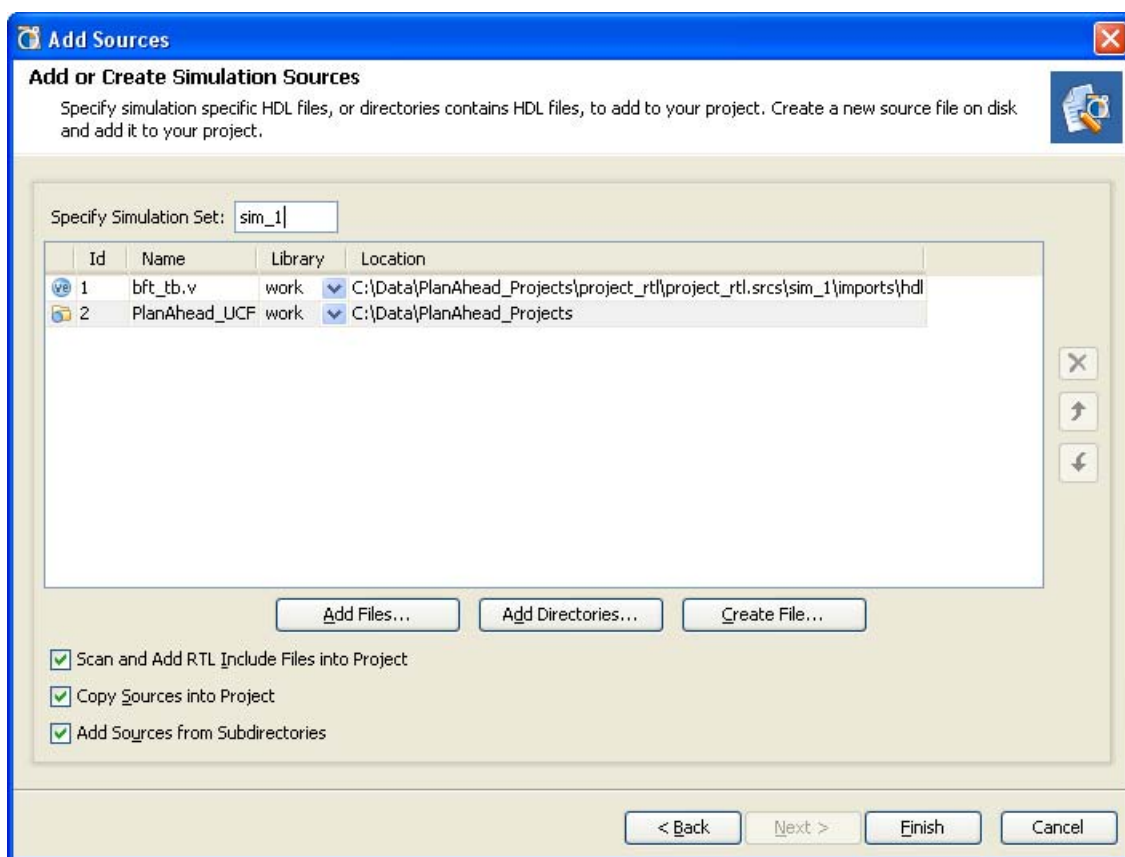 Add Sources
Add or Create Simulation Sources
Specify simulation specific HDL files, or directories contains HDL files, to add to your project. Create a new source file on disk
and add it to your project.
Specify Simulation Set: sim_1
Id Name Library Location
1 bft_tb.v work C:\Data\PlanAhead_Projects\project_rtl\project_rtl.srcs\sim_1\imports\hdl
2 PlanAhead_UCF work C:\Data\PlanAhead_Projects
Add Files... Add Directories... Create File...
Scan and Add RTL Include Files into Project
Copy Sources into Project
Add Sources from Subdirectories
< Back Next > Finish Cancel